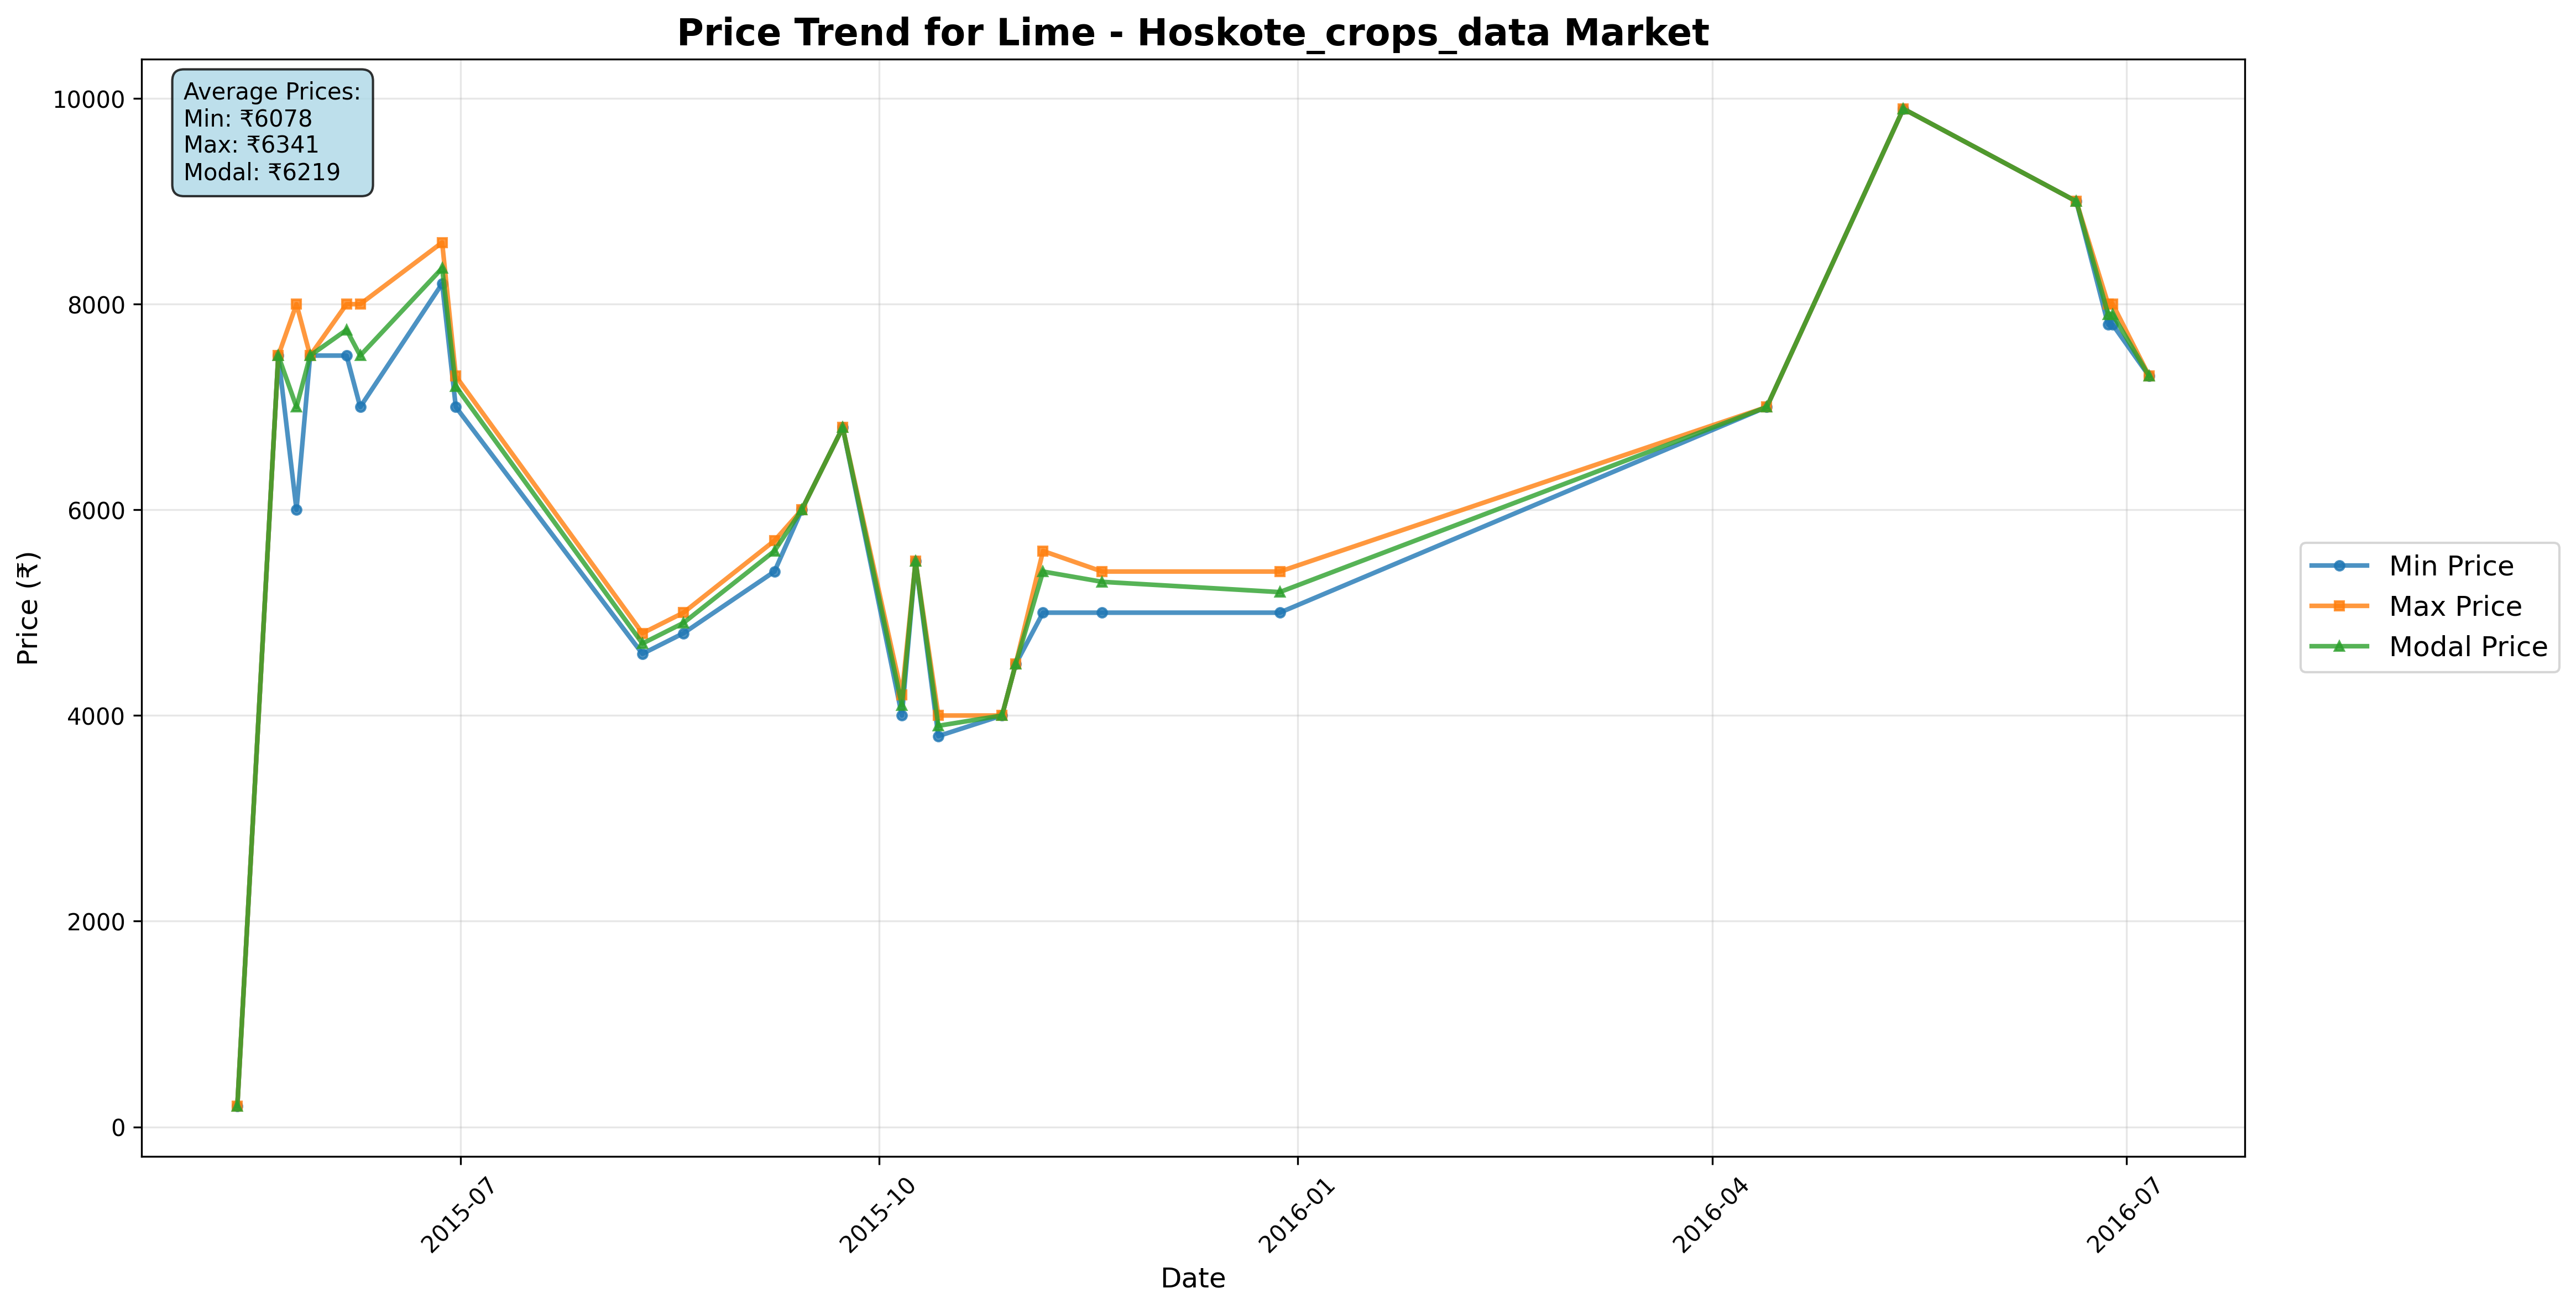 Price Trend for Lime - Hoskote_crops_data Market
Average Prices:
Min: ₹6078
Max: ₹6341
Modal: ₹6219
10000
8000
6000
4000
2000
0
Price (₹)
2015-07
2015-10
2016-01
2016-04
2016-07
Date
Min Price
Max Price
Modal Price